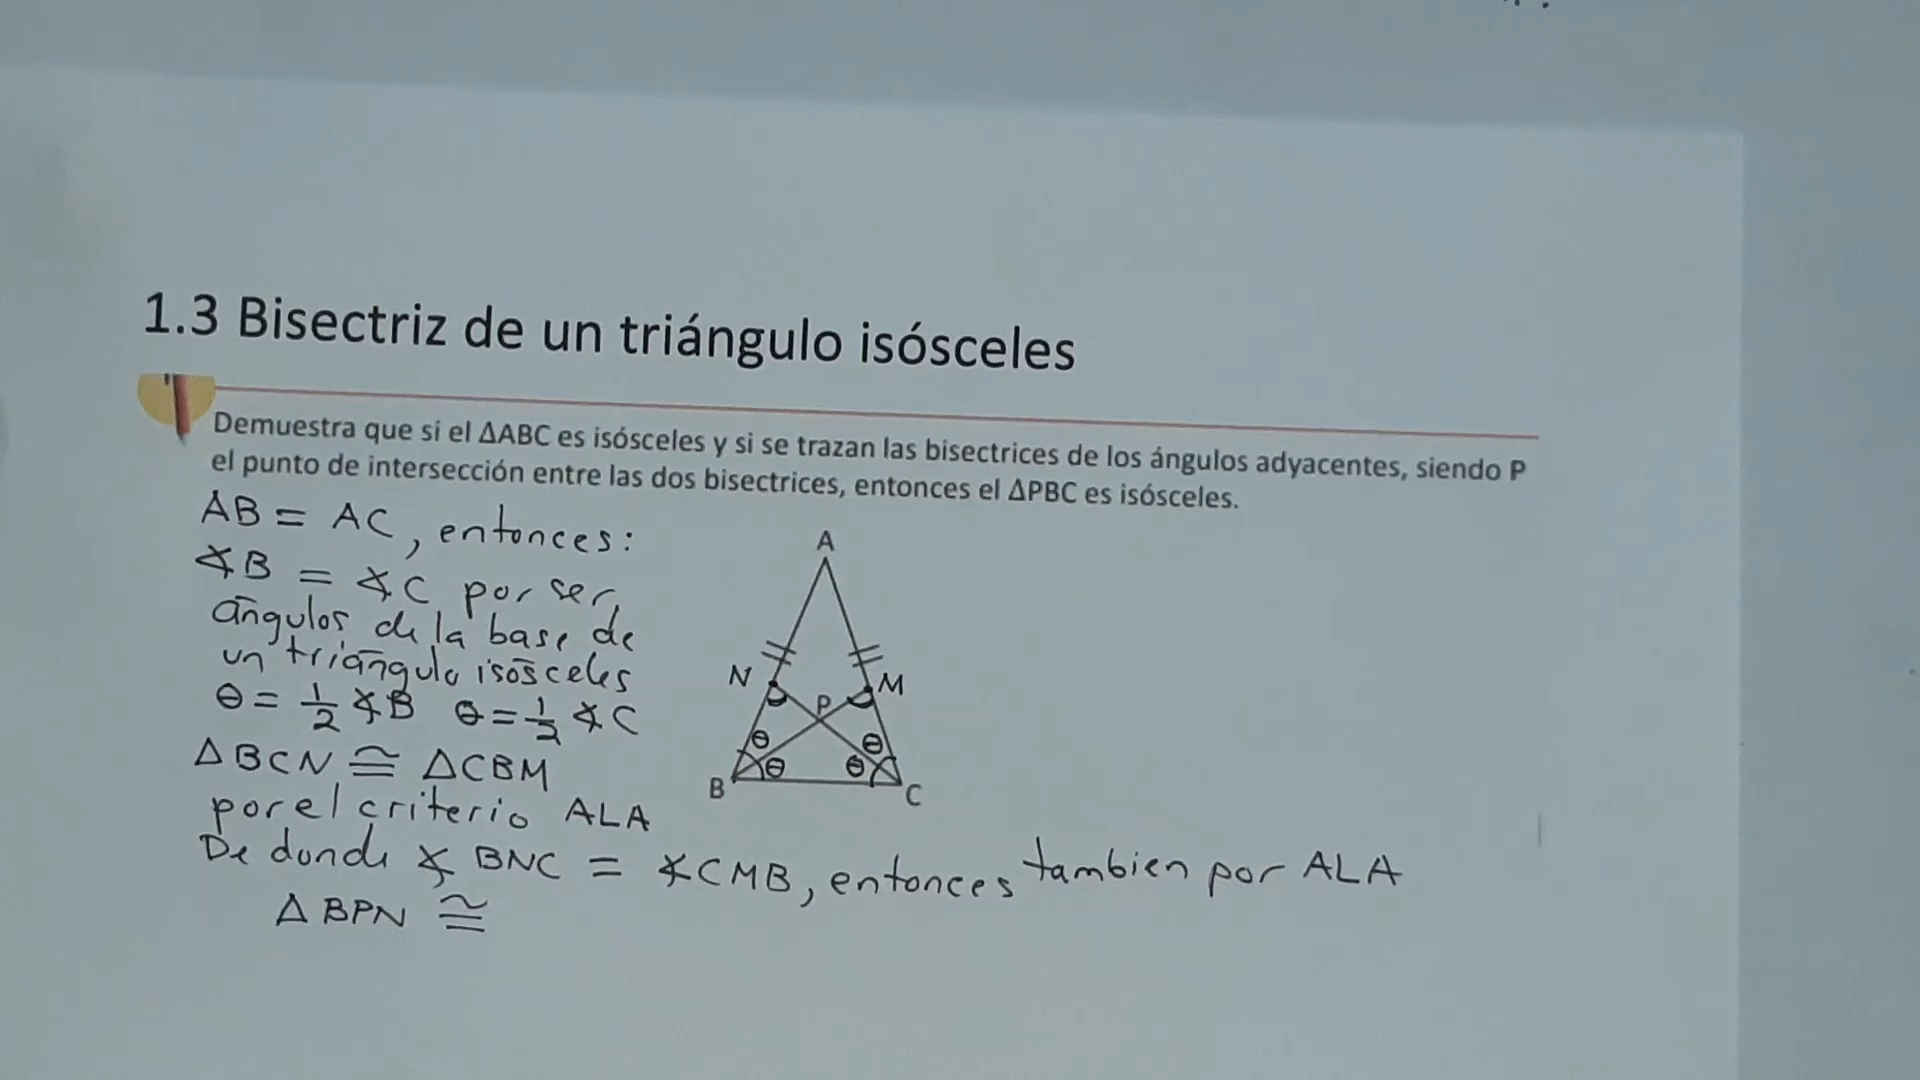 1.3 Bisectriz de un triángulo isósceles
Demuestra que si el ΔABC es isósceles y si se trazan las bisectrices de los ángulos adyacentes, siendo P
el punto de intersección entre las dos bisectrices, entonces el ΔPBC es isósceles.
AB = AC, entonces:
∡B = ∡C por ser
ángulos de la base de
un triángulo isósceles
θ = 1/2 ∡B θ = 1/2 ∡C
ΔBCN ≅ ΔCBM
por el criterio ALA
De donde ∡BNC = ∡CMB, entonces tambien por ALA
ΔBPN ≅
A
N
M
P
θ
θ
θ
θ
B
C